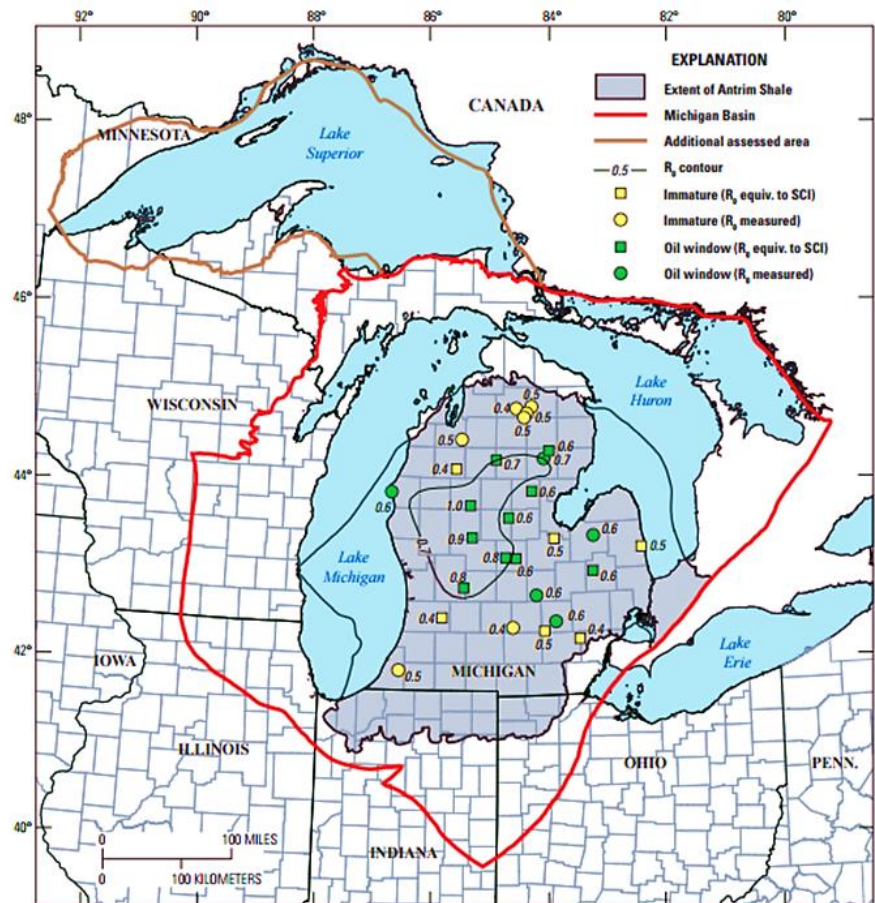 92°
90°
88°
86°
84°
82°
80°
48°
46°
44°
42°
40°
EXPLANATION
Extent of Antrim Shale
Michigan Basin
Additional assessed area
0.5 R₀ contour
Immature (R₀ equiv. to SCI)
Immature (R₀ measured)
Oil window (R₀ equiv. to SCI)
Oil window (R₀ measured)
CANADA
MINNESOTA
Lake
Superior
WISCONSIN
Lake
Huron
Lake
Michigan
MICHIGAN
Lake
Erie
IOWA
ILLINOIS
INDIANA
OHIO
PENN.
0.5
0.4
0.5
0.5
0.5
0.4
0.7
0.6
0.7
0.6
0.6
1.0
0.6
0.9
0.7
0.8
0.6
0.5
0.6
0.5
0.6
0.8
0.6
0.4
0.4
0.6
0.5
0.4
0.5
0 100 MILES
0 100 KILOMETERS